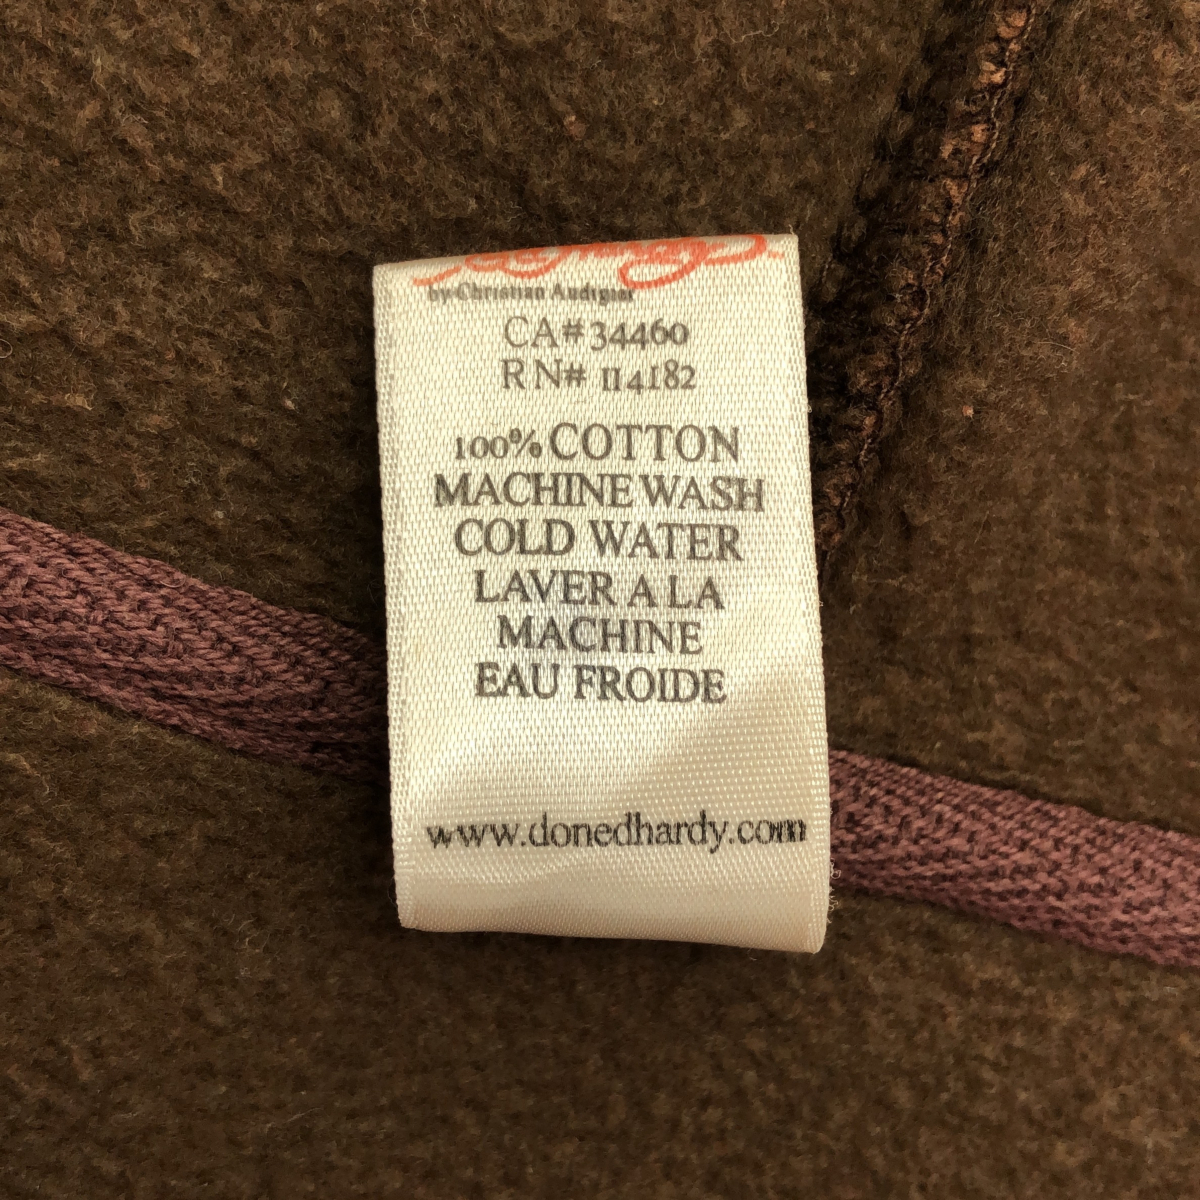 by Christian Audigier
CA# 34460
RN# 114182
100% COTTON
MACHINE WASH
COLD WATER
LAVER A LA
MACHINE
EAU FROIDE
www.donedhardy.com